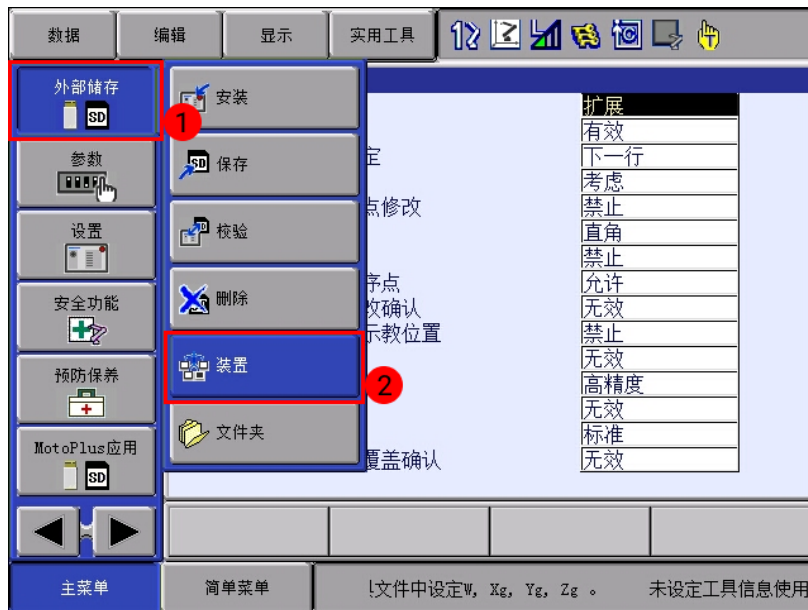 数据
编辑
显示
实用工具
外部储存
SD
1
参数
设置
安全功能
预防保养
MotoPlus应用
SD
安装
SD 保存
校验
删除
装置
2
文件夹
扩展
有效
定 下一行
考虑
点修改 禁止
直角
禁止
序点 允许
改确认 无效
示教位置 禁止
无效
高精度
无效
标准
覆盖确认 无效
主菜单
简单菜单
文件中设定W, Xg, Yg, Zg 。 未设定工具信息使用